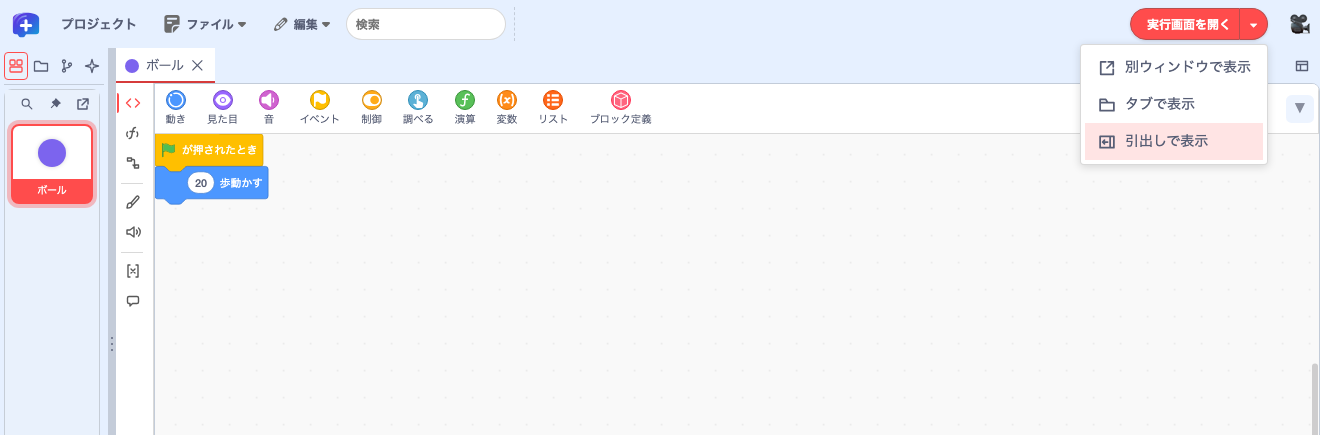 プロジェクト ファイル 編集 検索 実行画面を開く
ボール
別ウィンドウで表示
タブで表示
引出しで表示
動き 見た目 音 イベント 制御 調べる 演算 変数 リスト ブロック定義
が押されたとき
20 歩動かす
ボール